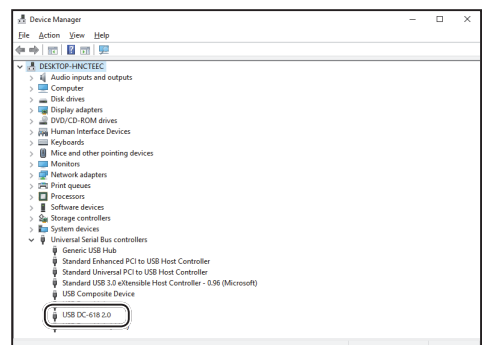 Device Manager
File Action View Help
DESKTOP-HNCTEEC
Audio inputs and outputs
Computer
Disk drives
Display adapters
DVD/CD-ROM drives
Human Interface Devices
Keyboards
Mice and other pointing devices
Monitors
Network adapters
Print queues
Processors
Software devices
Storage controllers
System devices
Universal Serial Bus controllers
Generic USB Hub
Standard Enhanced PCI to USB Host Controller
Standard Universal PCI to USB Host Controller
Standard USB 3.0 eXtensible Host Controller - 0.96 (Microsoft)
USB Composite Device
USB DC-618 2.0